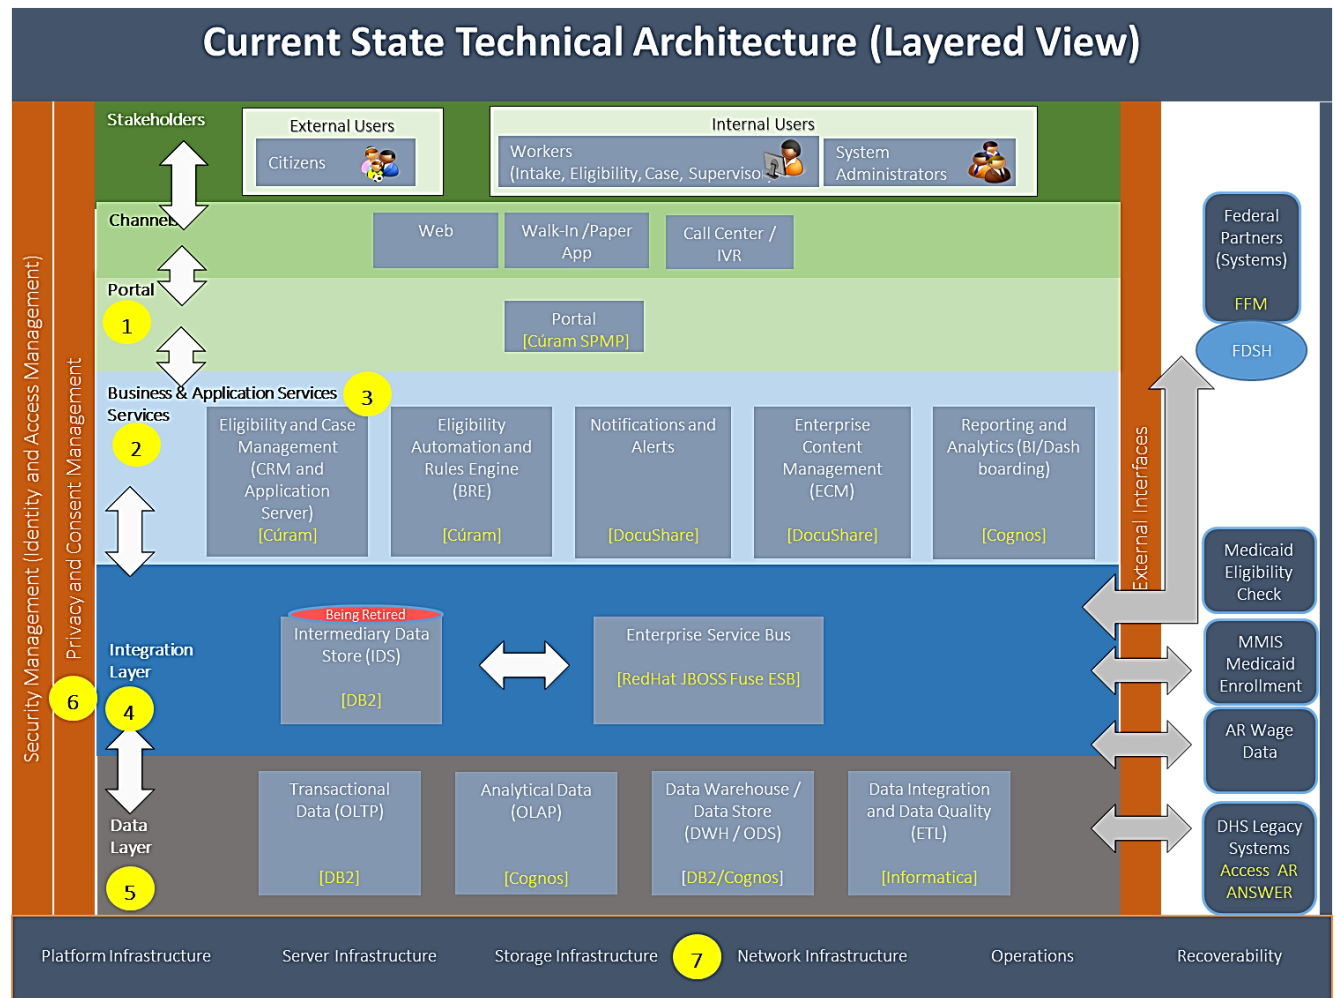 Current State Technical Architecture (Layered View)
Security Management (Identity and Access Management)
Privacy and Consent Management
6
Stakeholders
External Users
Citizens
Internal Users
Workers
(Intake, Eligibility, Case, Supervisor,
System
Administrators
Channels
Web
Walk-In /Paper
App
Call Center /
IVR
Portal
1
Portal
[Cúram SPMP]
Business & Application Services
3
Services
2
Eligibility and Case
Management
(CRM and
Application
Server)
[Cúram]
Eligibility
Automation and
Rules Engine
(BRE)
[Cúram]
Notifications and
Alerts
[DocuShare]
Enterprise
Content
Management
(ECM)
[DocuShare]
Reporting and
Analytics (BI/Dash
boarding)
[Cognos]
Integration
Layer
4
Being Retired
Intermediary Data
Store (IDS)
[DB2]
Enterprise Service Bus
[RedHat JBOSS Fuse ESB]
Data
Layer
5
Transactional
Data (OLTP)
[DB2]
Analytical Data
(OLAP)
[Cognos]
Data Warehouse /
Data Store
(DWH / ODS)
[DB2/Cognos]
Data Integration
and Data Quality
(ETL)
[Informatica]
External Interfaces
Federal
Partners
(Systems)
FFM
FDSH
Medicaid
Eligibility
Check
MMIS
Medicaid
Enrollment
AR Wage
Data
DHS Legacy
Systems
Access AR
ANSWER
Platform Infrastructure
Server Infrastructure
Storage Infrastructure
7
Network Infrastructure
Operations
Recoverability